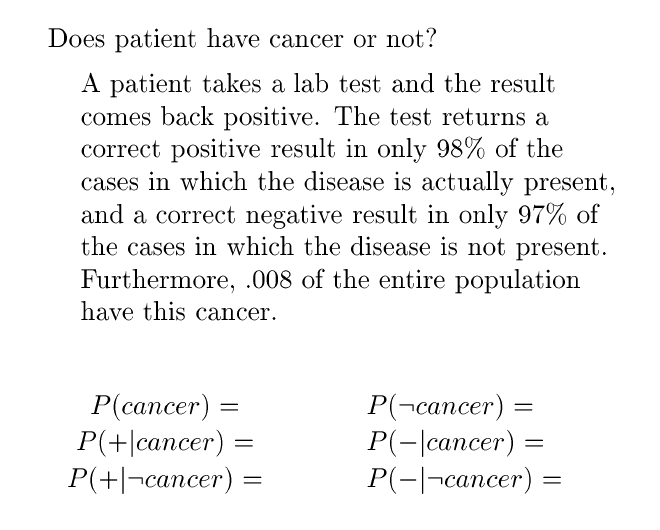 Does patient have cancer or not?
A patient takes a lab test and the result
comes back positive. The test returns a
correct positive result in only 98% of the
cases in which the disease is actually present,
and a correct negative result in only 97% of
the cases in which the disease is not present.
Furthermore, .008 of the entire population
have this cancer.
P(cancer) = P(¬cancer) =
P(+|cancer) = P(−|cancer) =
P(+|¬cancer) = P(−|¬cancer) =